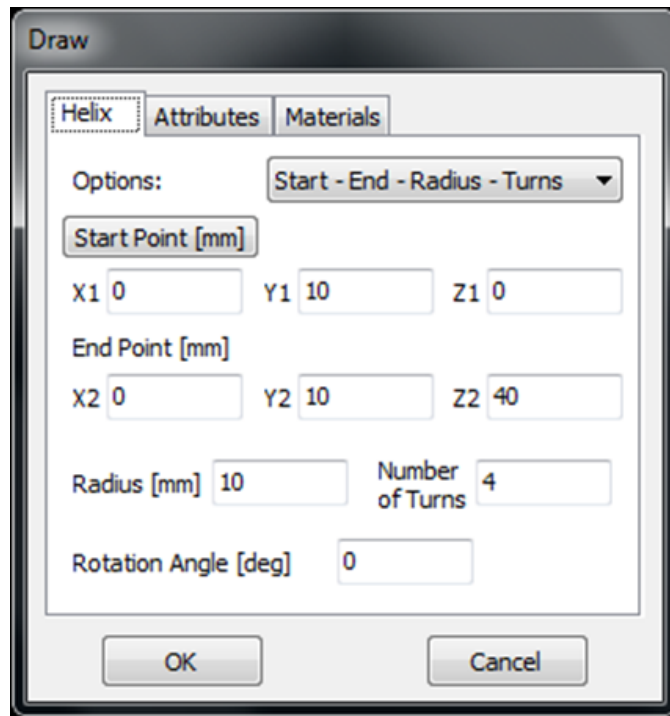 Draw
Helix Attributes Materials
Options: Start - End - Radius - Turns
Start Point [mm]
X1 0 Y1 10 Z1 0
End Point [mm]
X2 0 Y2 10 Z2 40
Radius [mm] 10 Number of Turns 4
Rotation Angle [deg] 0
OK Cancel